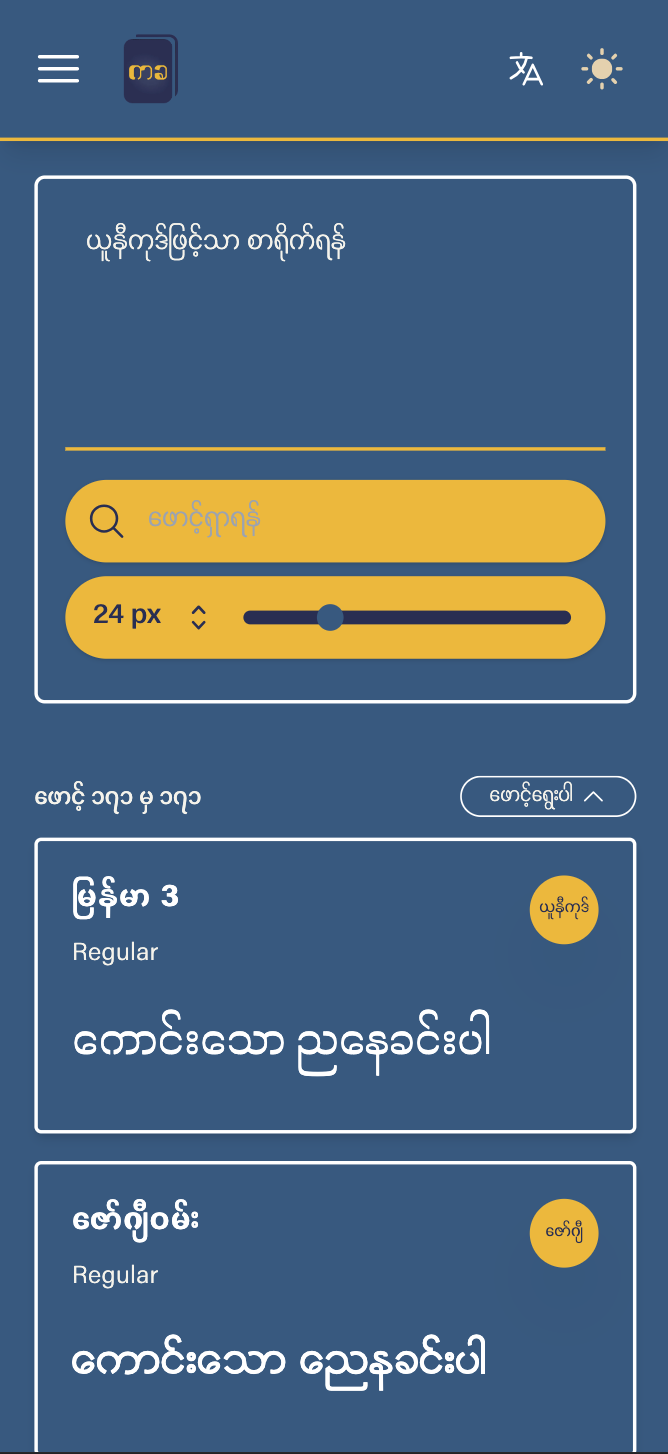 ကခ
ယူနီကုဒ်ဖြင့်သာ စာရိုက်ရန်
ဖောင့်ရှာရန်
24 px
ဖောင့် ၁၇၁ မှ ၁၇၁
ဖောင့်ရွေးပါ
မြန်မာ 3
ယူနီကုဒ်
Regular
ကောင်းသော ညနေခင်းပါ
ဇော်ဂျီဝမ်း
ဇော်ဂျီ
Regular
ကောင်းသော ညေနခင်းပါ